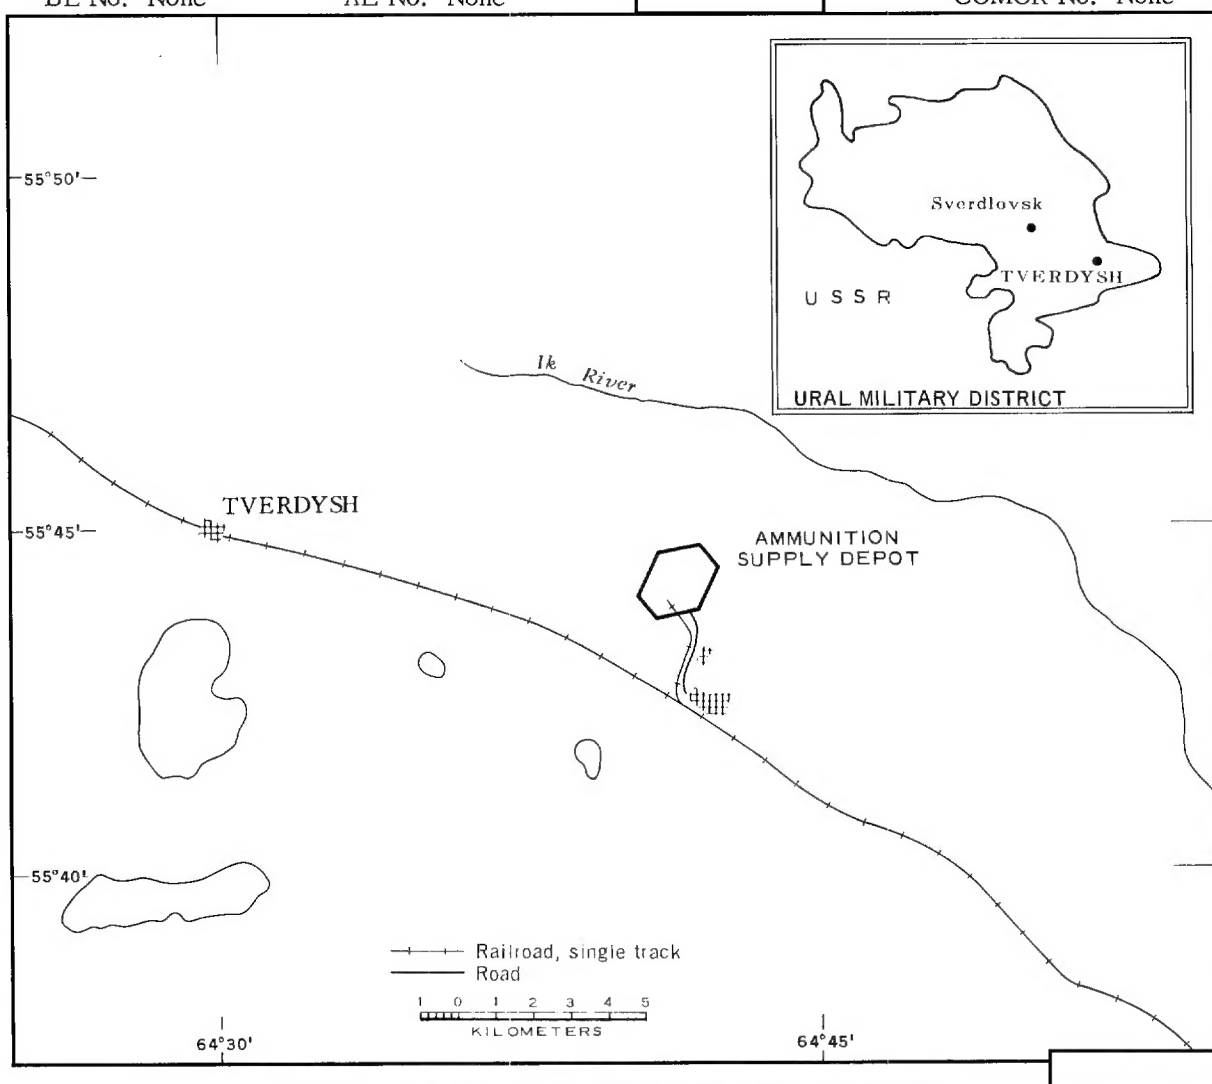 BE No. None AL No. None COMOR No. None
55°50'
Sverdlovsk
TVERDYSH
USSR
URAL MILITARY DISTRICT
Ik River
TVERDYSH
55°45'
AMMUNITION
SUPPLY DEPOT
55°40'
Railroad, single track
Road
1 0 1 2 3 4 5
KILOMETERS
64°30' 64°45'